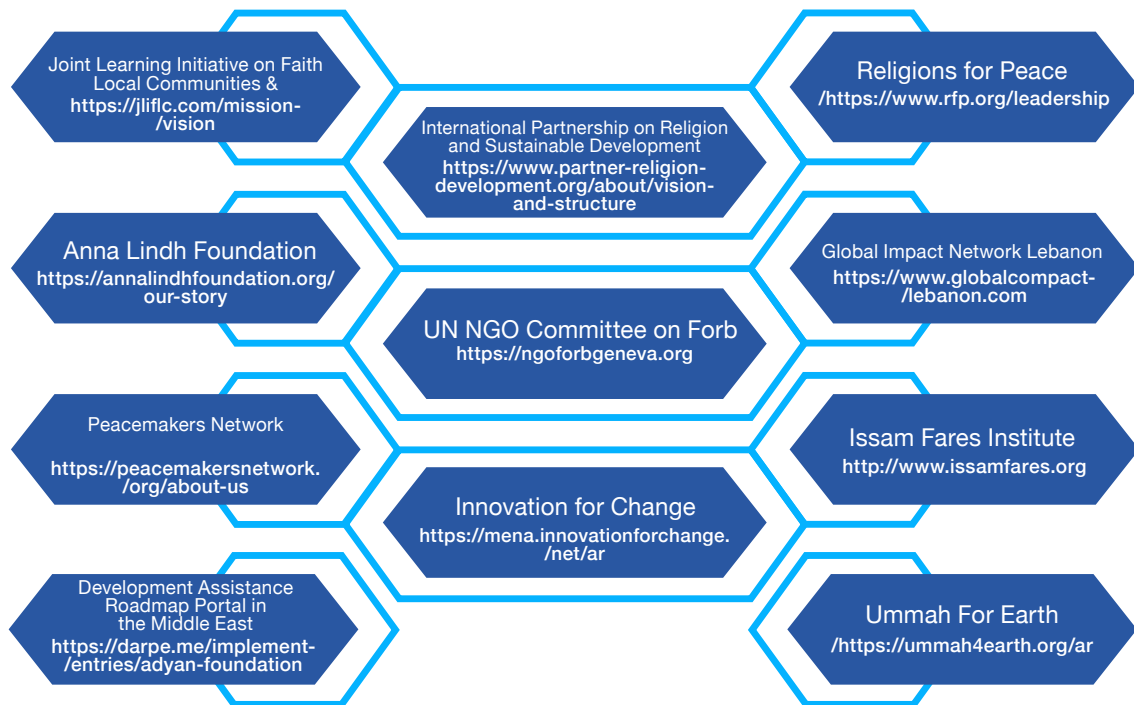 Joint Learning Initiative on Faith
Local Communities &
https://jliflc.com/mission-
/vision
Religions for Peace
/https://www.rfp.org/leadership
International Partnership on Religion
and Sustainable Development
https://www.partner-religion-
development.org/about/vision-
and-structure
Anna Lindh Foundation
https://annalindhfoundation.org/
our-story
Global Impact Network Lebanon
https://www.globalcompact-
/lebanon.com
UN NGO Committee on Forb
https://ngoforbgeneva.org
Peacemakers Network
https://peacemakersnetwork.
/org/about-us
Issam Fares Institute
http://www.issamfares.org
Innovation for Change
https://mena.innovationforchange.
/net/ar
Development Assistance
Roadmap Portal in
the Middle East
https://darpe.me/implement-
/entries/adyan-foundation
Ummah For Earth
/https://ummah4earth.org/ar